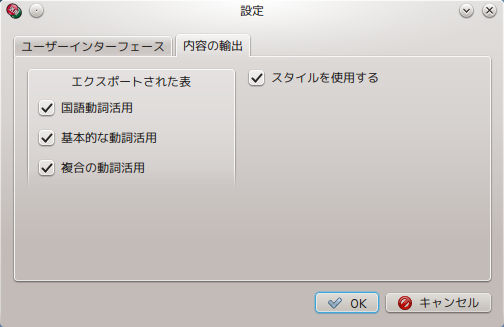 設定
ユーザーインターフェース
内容の輸出
エクスポートされた表
スタイルを使用する
国語動詞活用
基本的な動詞活用
複合の動詞活用
OK
キャンセル